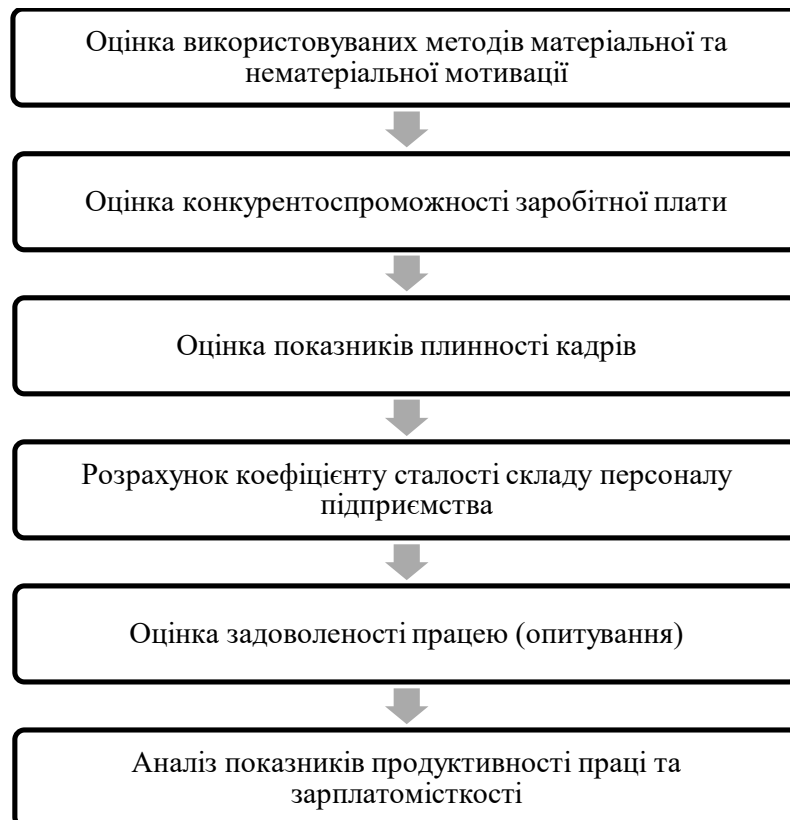 Оцінка використовуваних методів матеріальної та
нематеріальної мотивації
Оцінка конкурентоспроможності заробітної плати
Оцінка показників плинності кадрів
Розрахунок коефіцієнту сталості складу персоналу
підприємства
Оцінка задоволеності працею (опитування)
Аналіз показників продуктивності праці та
зарплатомісткості